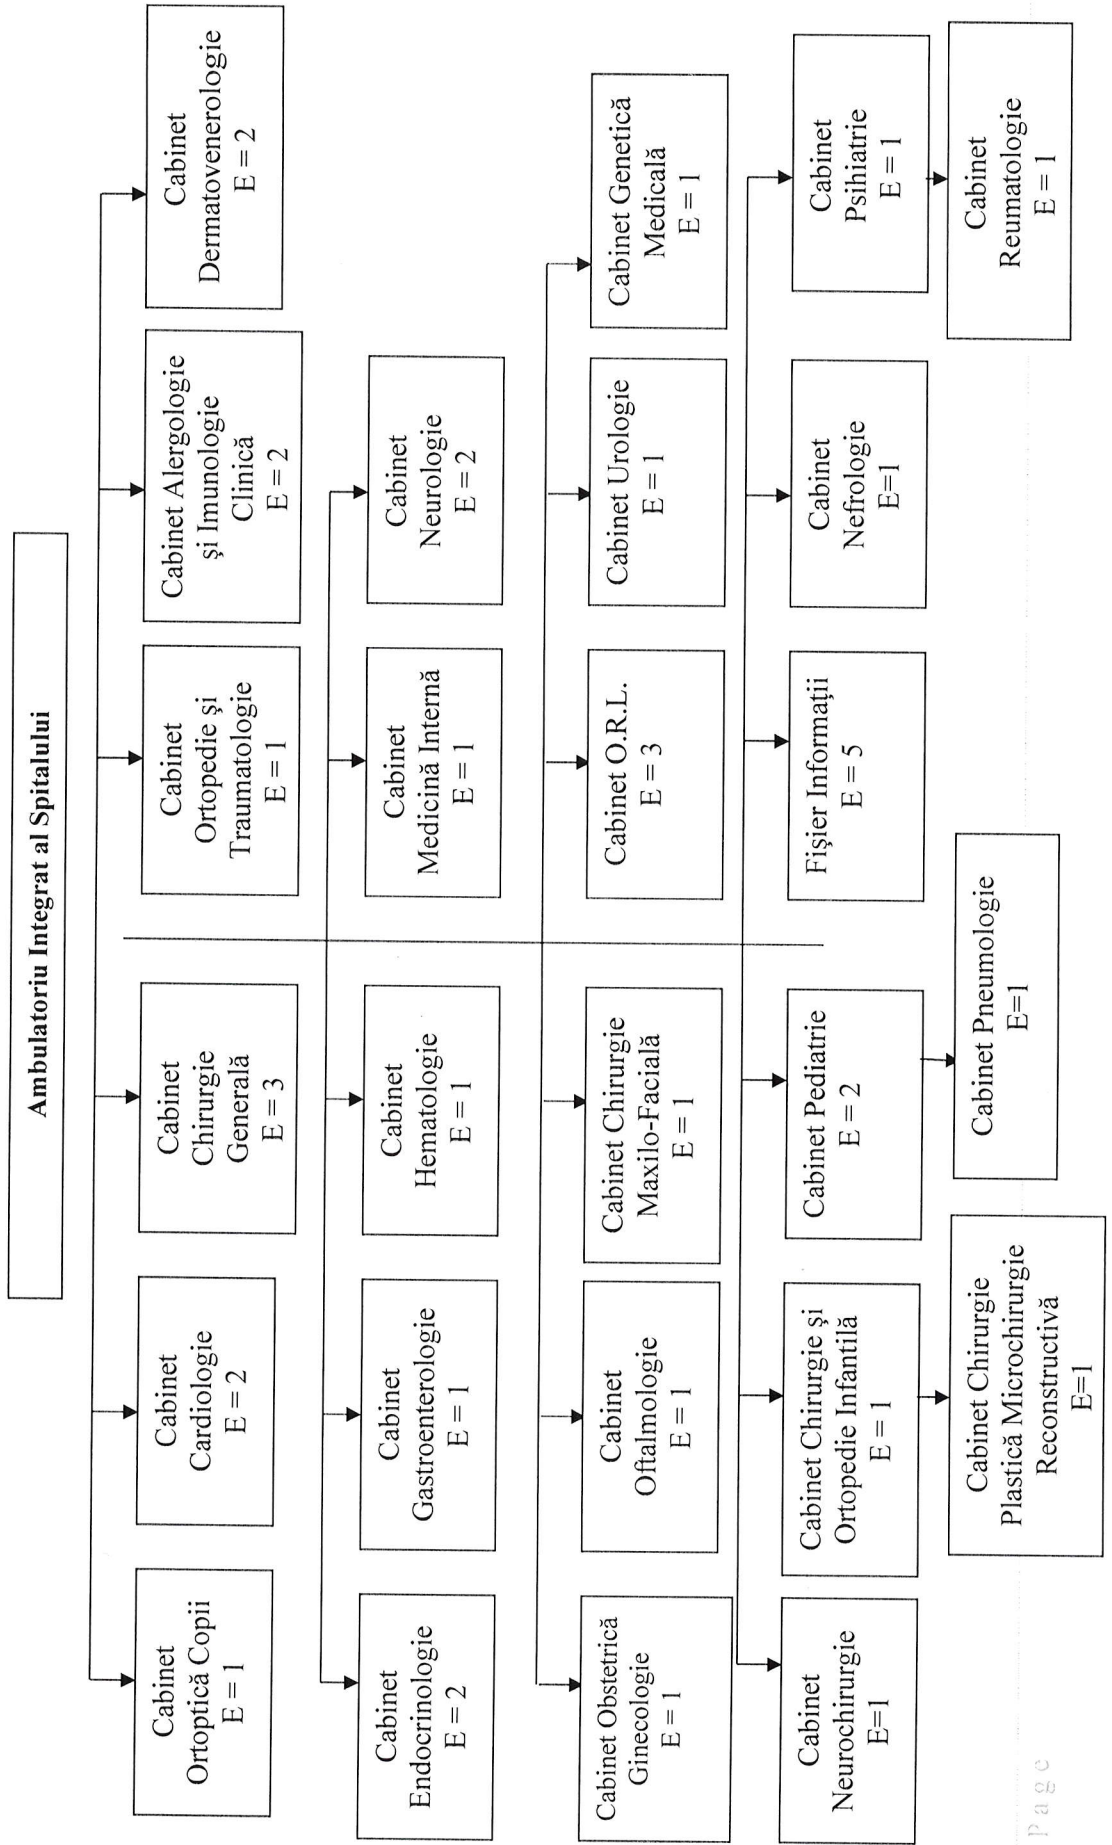 Ambulatoriu Integrat al Spitalului
Cabinet
Ortoptică Copii
E = 1
Cabinet
Cardiologie
E = 2
Cabinet
Chirurgie
Generală
E = 3
Cabinet
Ortopedie şi
Traumatologie
E = 1
Cabinet Alergologie
şi Imunologie
Clinică
E = 2
Cabinet
Dermatovenerologie
E = 2
Cabinet
Endocrinologie
E = 2
Cabinet
Gastroenterologie
E = 1
Cabinet
Hematologie
E = 1
Cabinet
Medicină Internă
E = 1
Cabinet
Neurologie
E = 2
Cabinet Obstetrică
Ginecologie
E = 1
Cabinet
Oftalmologie
E = 1
Cabinet Chirurgie
Maxilo-Facială
E = 1
Cabinet O.R.L.
E = 3
Cabinet Urologie
E = 1
Cabinet Genetică
Medicală
E = 1
Cabinet
Neurochirurgie
E=1
Cabinet Chirurgie şi
Ortopedie Infantilă
E = 1
Cabinet Pediatrie
E = 2
Fişier Informaţii
E = 5
Cabinet
Nefrologie
E=1
Cabinet
Psihiatrie
E = 1
Cabinet Chirurgie
Plastică Microchirurgie
Reconstructivă
E=1
Cabinet Pneumologie
E=1
Cabinet
Reumatologie
E = 1
Page